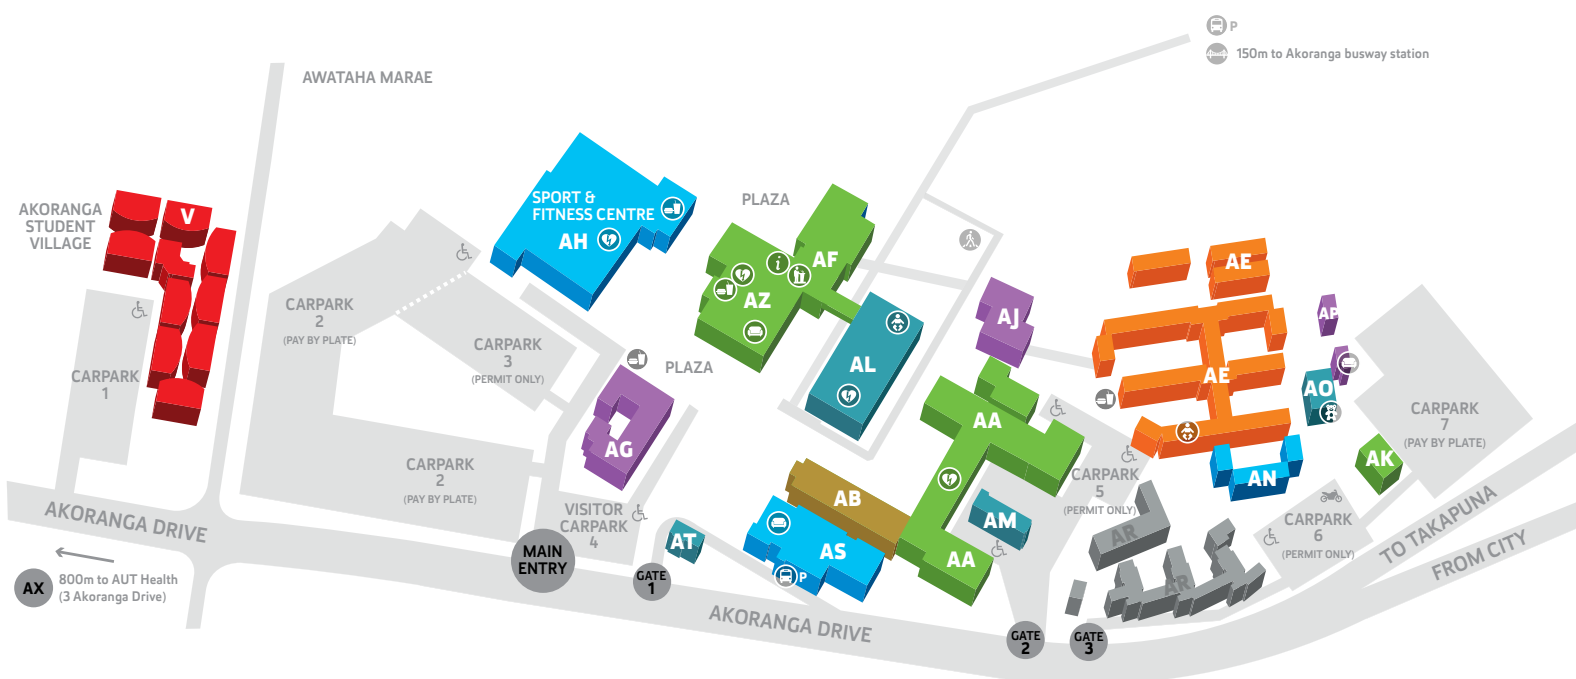 P
150m to Akoranga busway station
AWATAHA MARAE
AKORANGA
STUDENT
VILLAGE
V
SPORT &
FITNESS CENTRE
AH
PLAZA
AF
AZ
i
AL
AJ
AE
AE
AP
AO
AK
AN
CARPARK
1
CARPARK
2
(PAY BY PLATE)
CARPARK
3
(PERMIT ONLY)
PLAZA
AG
CARPARK
2
(PAY BY PLATE)
VISITOR
CARPARK
4
AT
AB
AS
P
AA
AA
AM
CARPARK
5
(PERMIT ONLY)
AR
AR
CARPARK
6
(PERMIT ONLY)
CARPARK
7
(PAY BY PLATE)
AKORANGA DRIVE
AX
800m to AUT Health
(3 Akoranga Drive)
MAIN
ENTRY
GATE
1
AKORANGA DRIVE
GATE
2
GATE
3
TO TAKAPUNA
FROM CITY